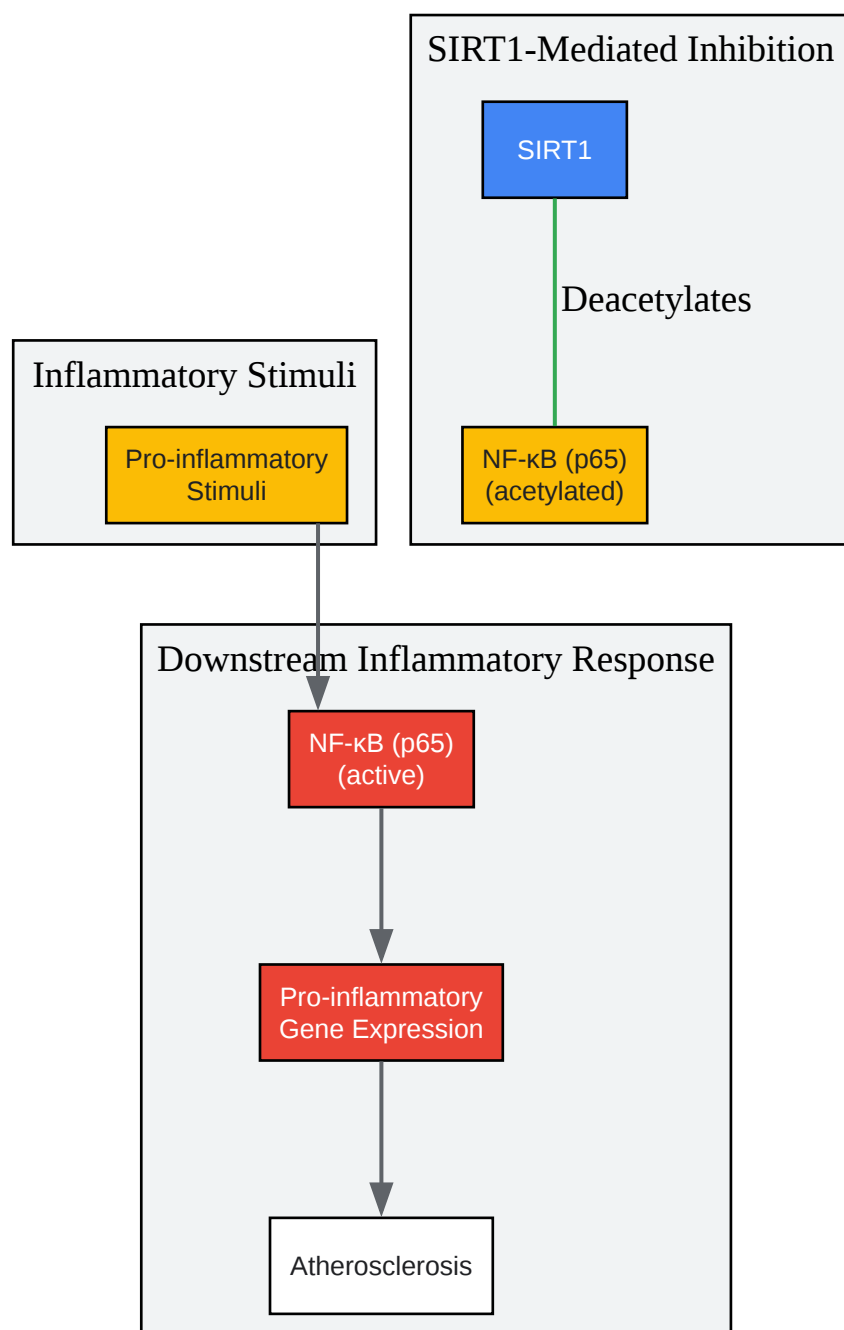 SIRT1-Mediated Inhibition
SIRT1
Deacetylates
NF-κB (p65)
(acetylated)
Inflammatory Stimuli
Pro-inflammatory
Stimuli
Downstream Inflammatory Response
NF-κB (p65)
(active)
Pro-inflammatory
Gene Expression
Atherosclerosis